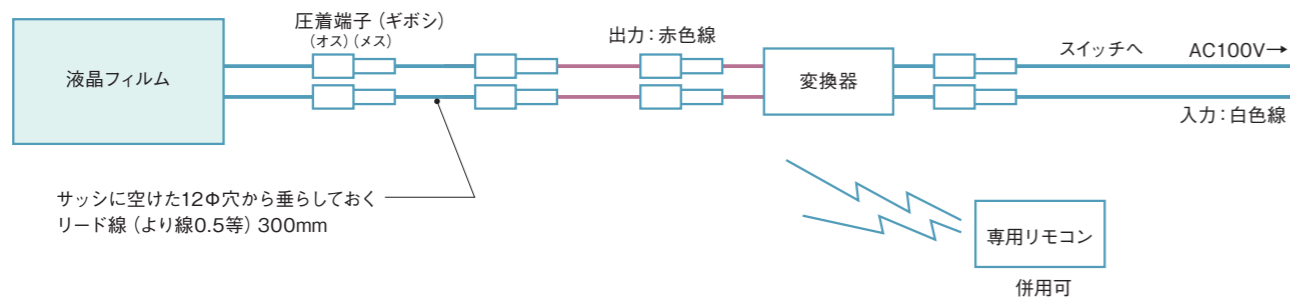 圧着端子（ギボシ）
（オス）（メス）
液晶フィルム
出力：赤色線
変換器
スイッチへ
AC100V→
入力：白色線
サッシに空けた12Φ穴から垂らしておく
リード線（より線0.5等）300mm
専用リモコン
併用可